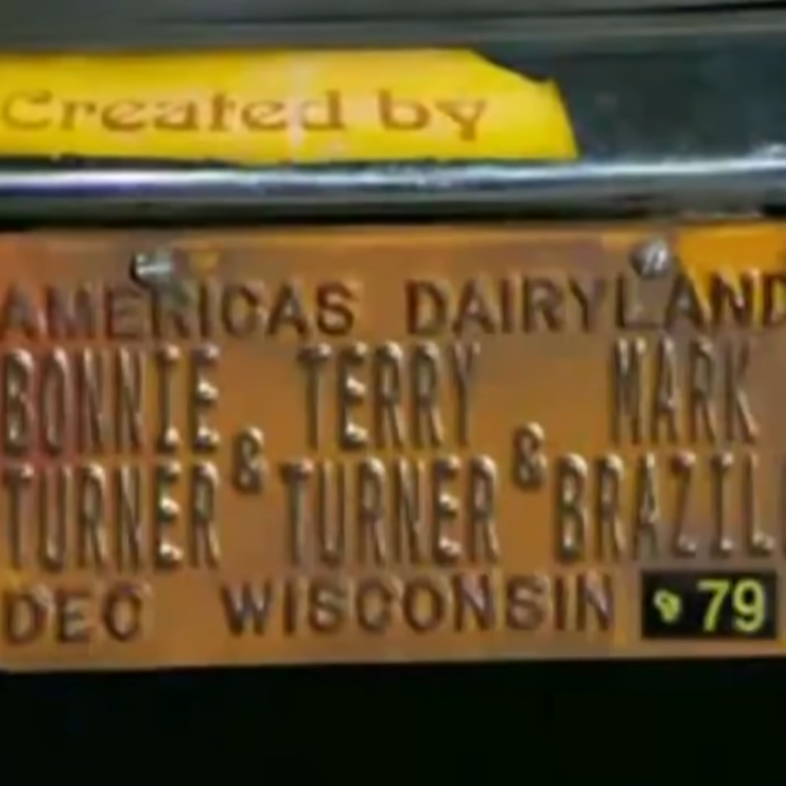 Created by
AMERICAS DAIRYLAND
BONNIE TERRY MARK
& &
TURNER TURNER BRAZIL
DEC WISCONSIN 79